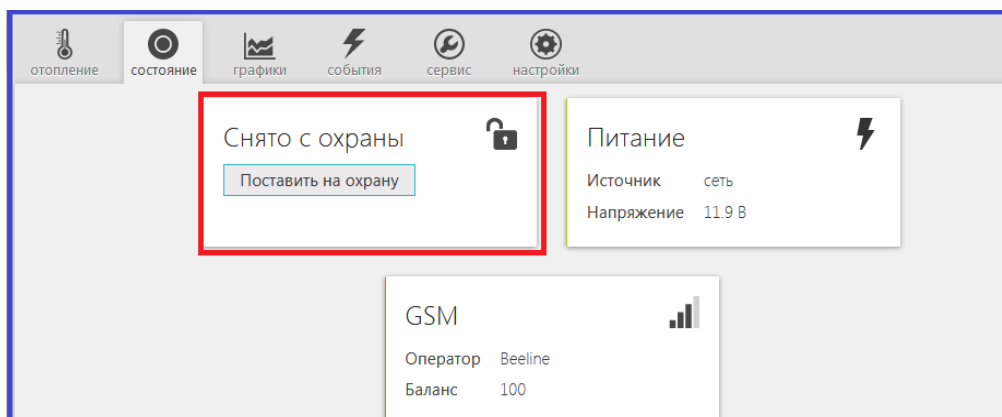 отопление состояние графики события сервис настройки
Снято с охраны
Поставить на охрану
Питание
Источник сеть
Напряжение 11.9 В
GSM
Оператор Beeline
Баланс 100